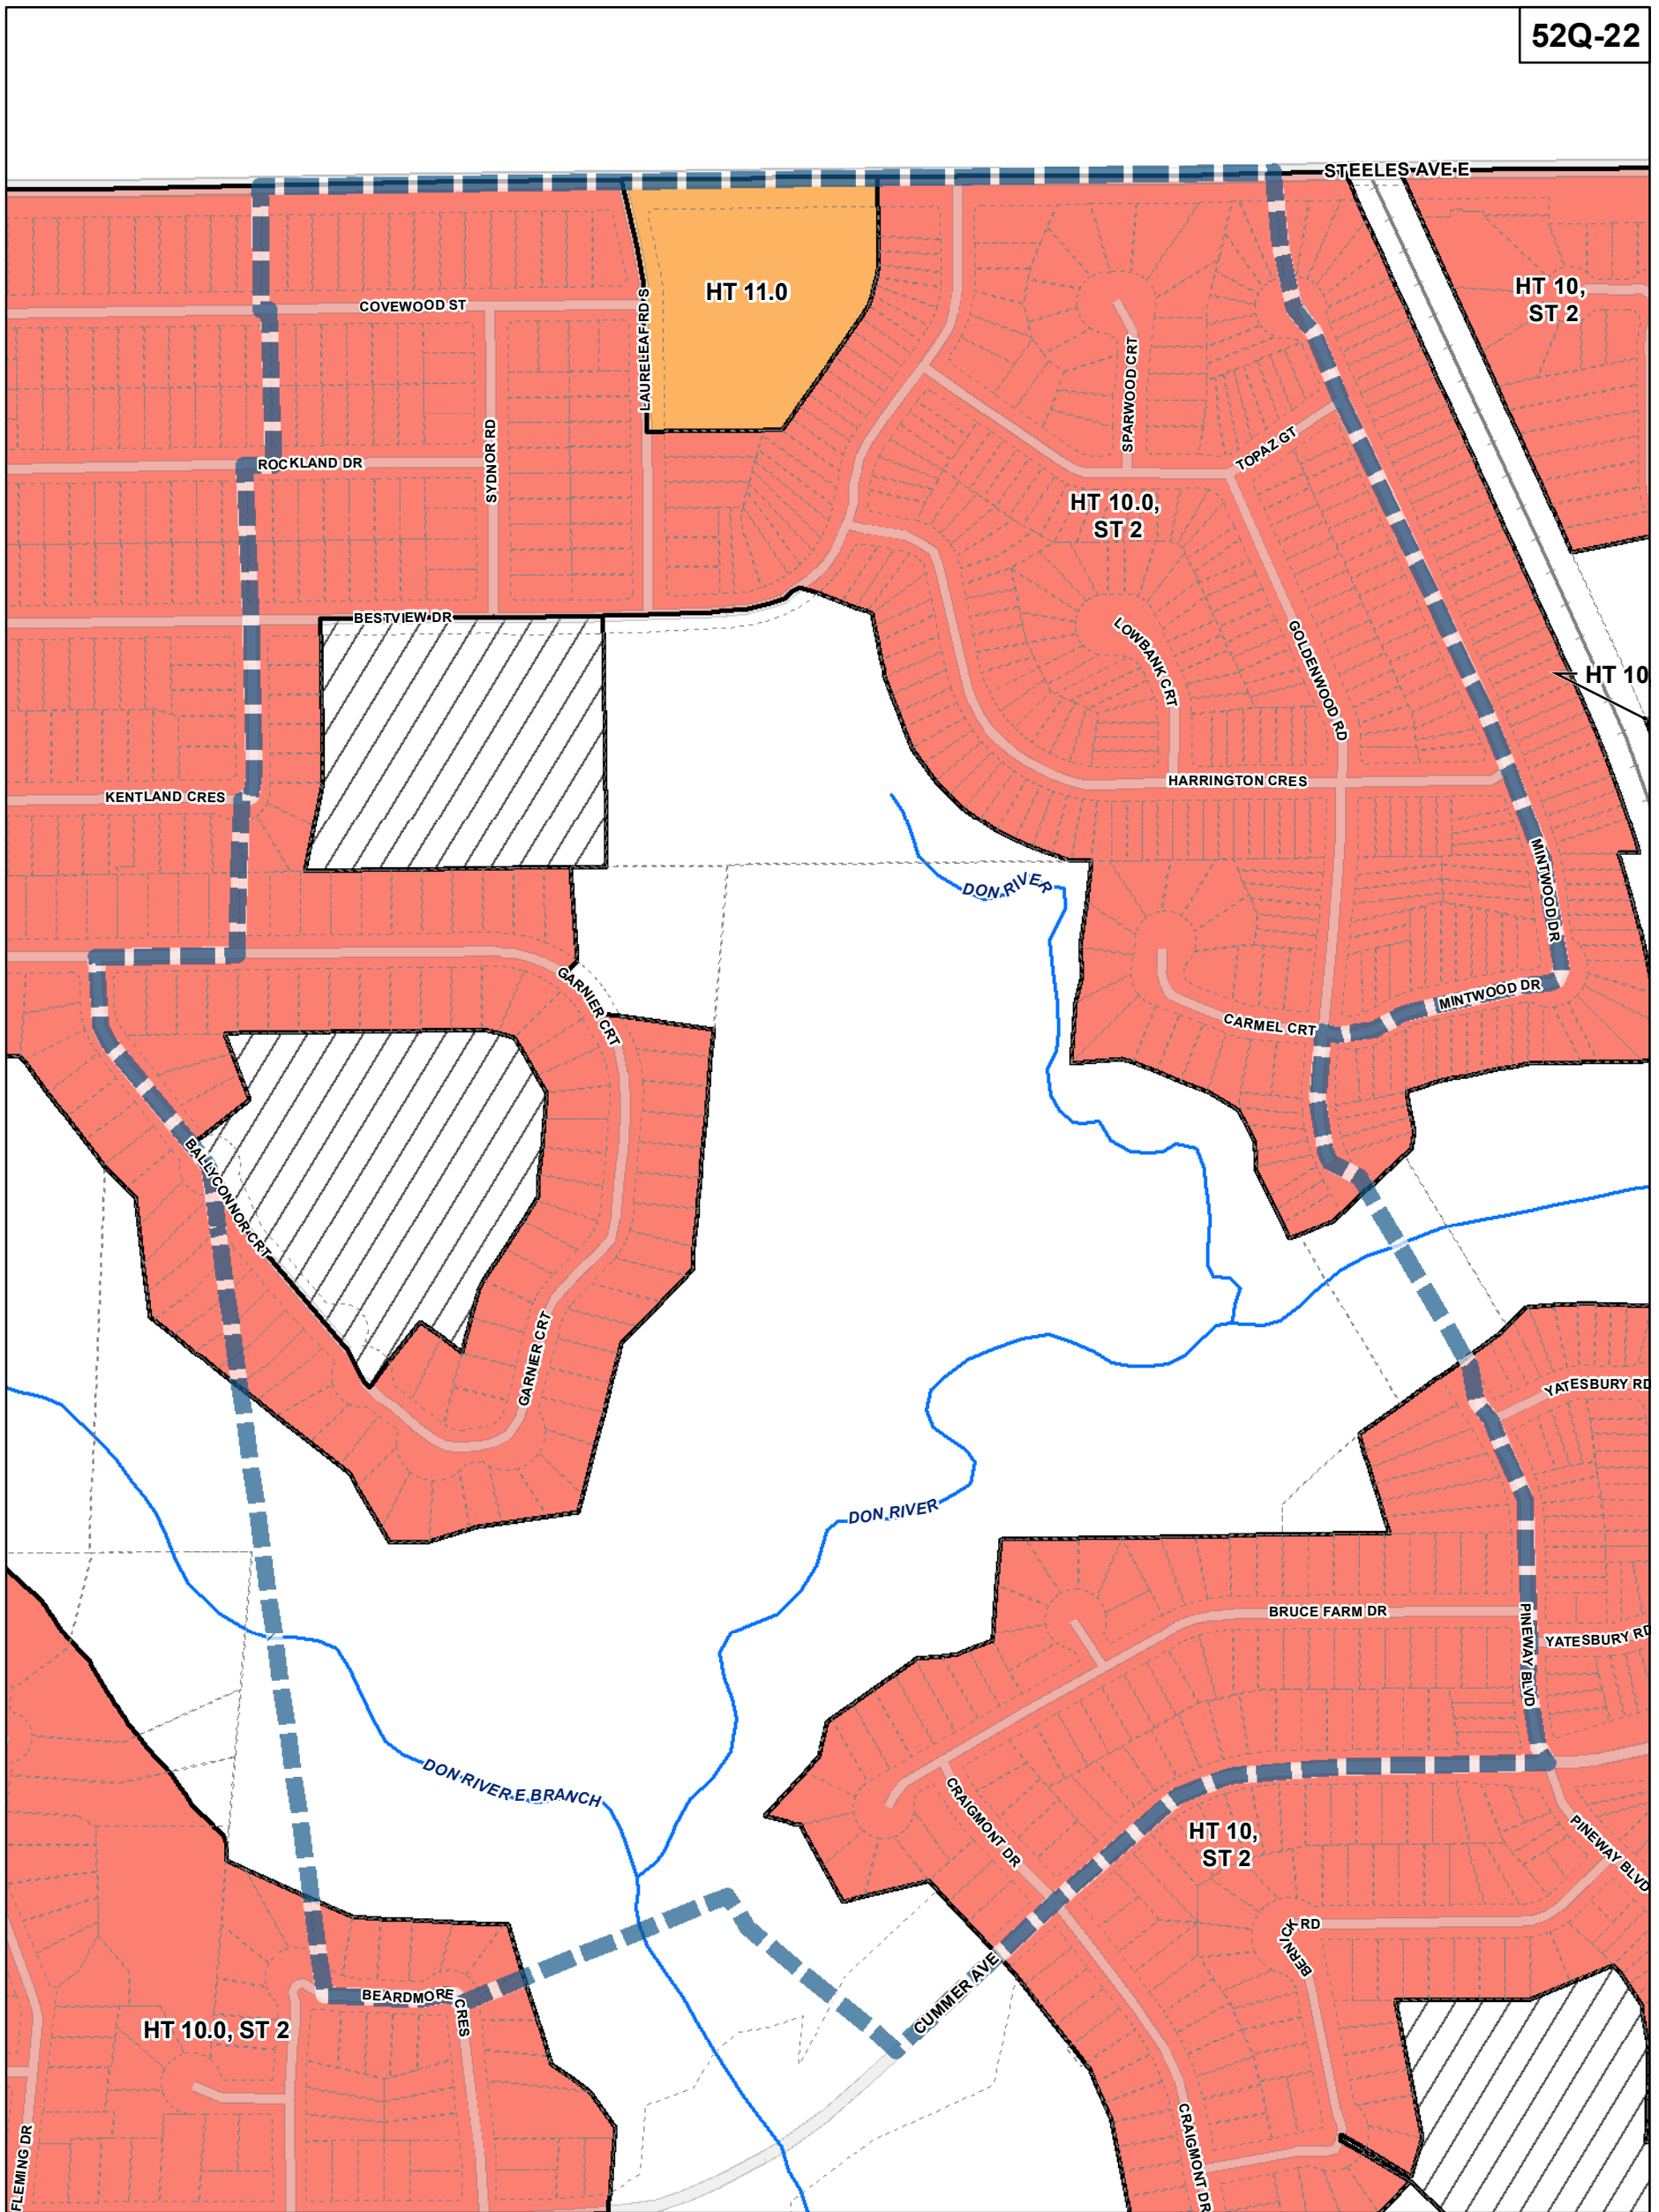 52Q-22
STEELES AVE E
HT 11.0
HT 10,
ST 2
COVEWOOD ST
LAURELEAF RD S
SPARWOOD CRT
SYDNOR RD
TOPAZ GT
ROCKLAND DR
HT 10.0,
ST 2
BESTVIEW DR
LOWBANK CRT
GOLDENWOOD RD
HT 10
HARRINGTON CRES
KENTLAND CRES
DON RIVER
MINTWOOD DR
GARNIER CRT
MINTWOOD DR
CARMEL CRT
BALLYCONNOR CRT
GARNIER CRT
YATESBURY RD
DON RIVER
BRUCE FARM DR
PINEWAY BLVD
YATESBURY RD
DON RIVER E BRANCH
CRAIGMONT DR
HT 10,
ST 2
PINEWAY BLVD
BERNICK RD
CUMMER AVE
BEARDMORE CRES
HT 10.0, ST 2
FLEMING DR
CRAIGMONT DR